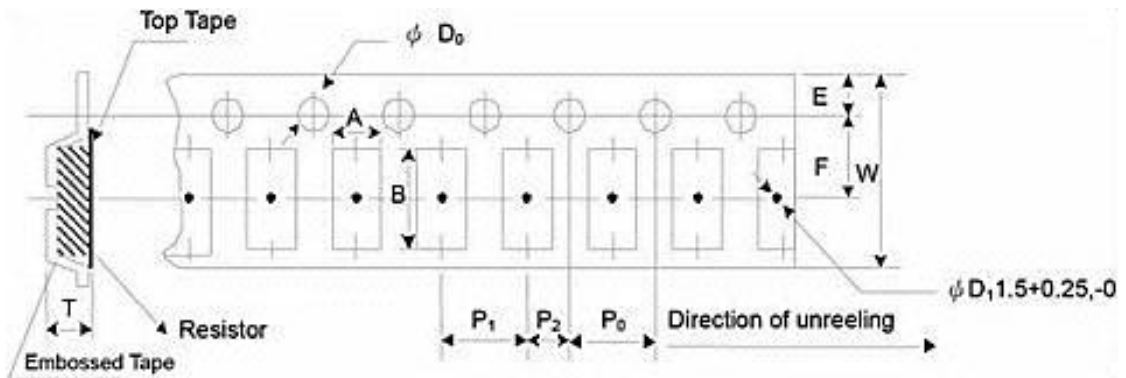 Top Tape
ϕ D₀
E
A
F
W
B
ϕ D₁ 1.5+0.25,-0
T
Resistor
P₁
P₂
P₀
Direction of unreeling
Embossed Tape